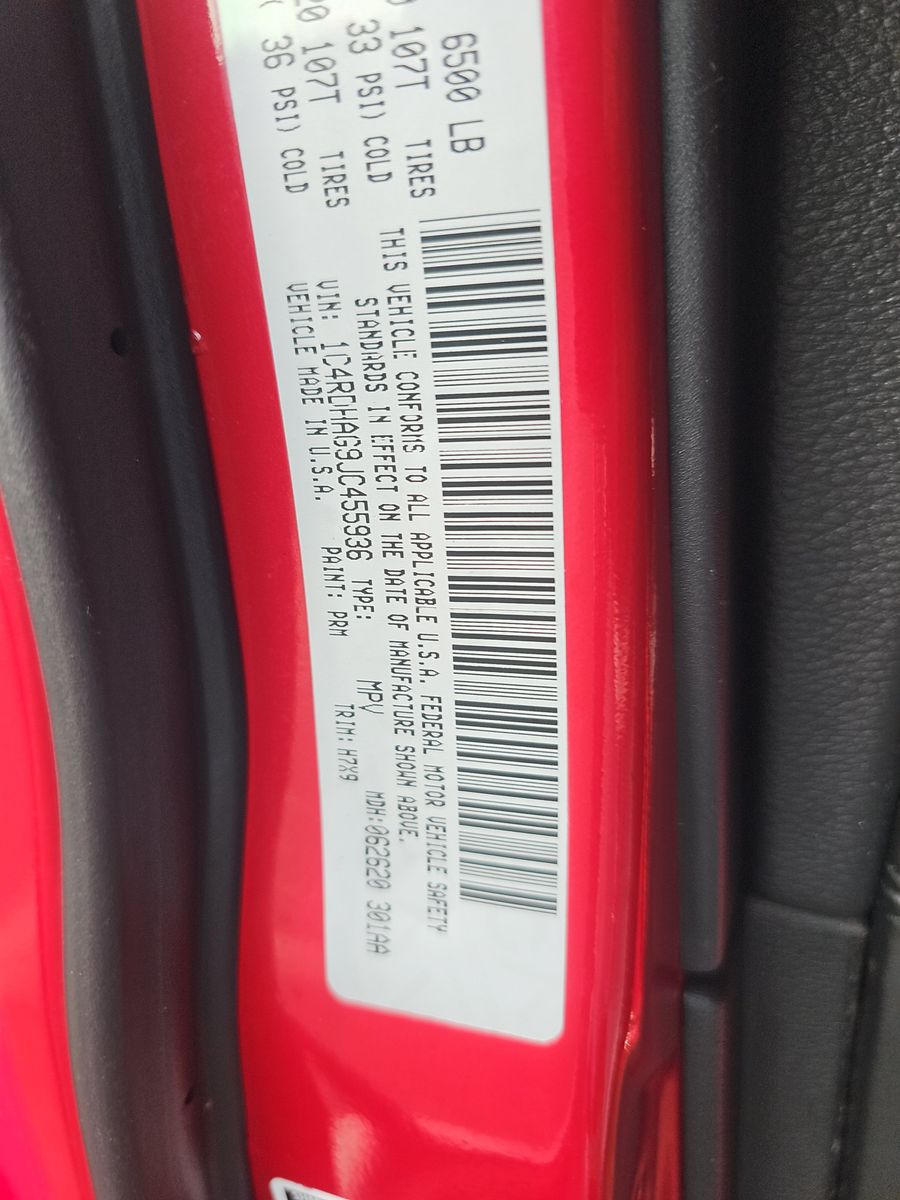 6500 LB
107T TIRES
33 PSI) COLD
20 107T TIRES
36 PSI) COLD
THIS VEHICLE CONFORMS TO ALL APPLICABLE U.S.A. FEDERAL MOTOR VEHICLE SAFETY
STANDARDS IN EFFECT ON THE DATE OF MANUFACTURE SHOWN ABOVE.
VIN: 1C4RDHAG9JC455936 TYPE: MPV MDH:062620 301AA
VEHICLE MADE IN U.S.A. PAINT: PRM TRIM: H7X9